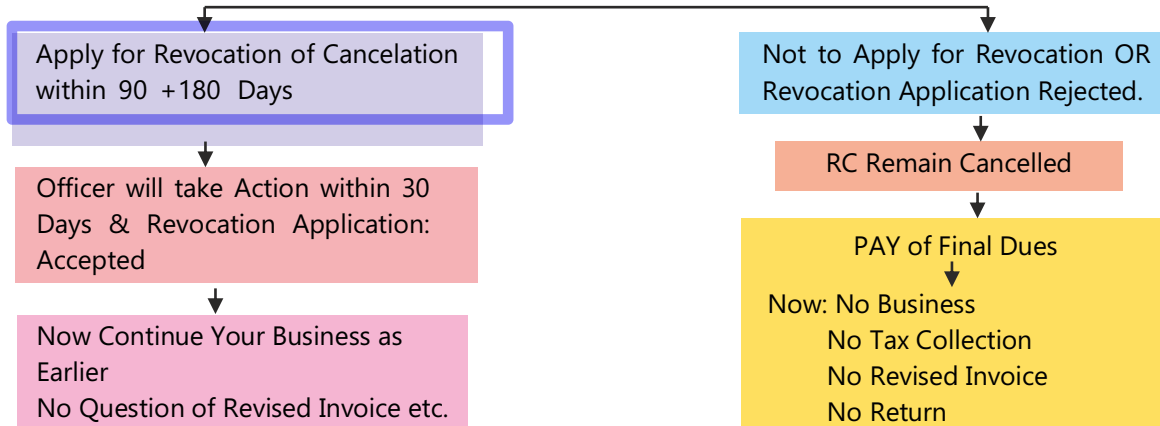 Apply for Revocation of Cancelation
within 90 +180 Days
Officer will take Action within 30
Days & Revocation Application:
Accepted
Now Continue Your Business as
Earlier
No Question of Revised Invoice etc.
Not to Apply for Revocation OR
Revocation Application Rejected.
RC Remain Cancelled
PAY of Final Dues
Now: No Business
No Tax Collection
No Revised Invoice
No Return